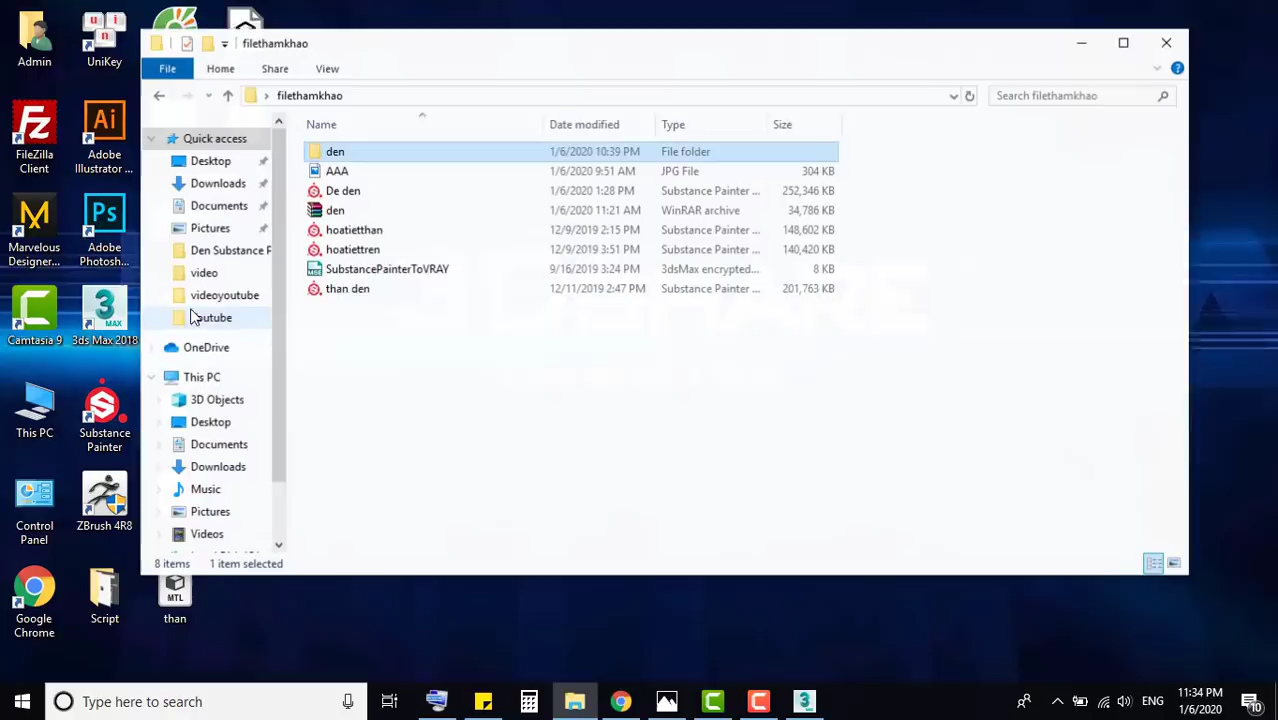 Admin
UniKey
FileZilla Client
Adobe Illustrator ...
Marvelous Designer...
Adobe Photosh...
Camtasia 9
3ds Max 2018
This PC
Substance Painter
Control Panel
ZBrush 4R8
Google Chrome
Script
MTL
than
filethamkhao
File
Home
Share
View
filethamkhao
Search filethamkhao
Name
Date modified
Type
Size
den 1/6/2020 10:39 PM File folder
AAA 1/6/2020 9:51 AM JPG File 304 KB
De den 1/6/2020 1:28 PM Substance Painter ... 252,346 KB
den 1/6/2020 11:21 AM WinRAR archive 34,786 KB
hoatietthan 12/9/2019 2:15 PM Substance Painter ... 148,602 KB
hoatiettren 12/9/2019 3:51 PM Substance Painter ... 140,420 KB
SubstancePainterToVRAY 9/16/2019 3:24 PM 3dsMax encrypted... 8 KB
than den 12/11/2019 2:47 PM Substance Painter ... 201,763 KB
Quick access
Desktop
Downloads
Documents
Pictures
Den Substance P
video
videoyoutube
OneDrive
This PC
3D Objects
Desktop
Documents
Downloads
Music
Pictures
Videos
8 items
1 item selected
Type here to search
ENG
11:34 PM
1/6/2020
10